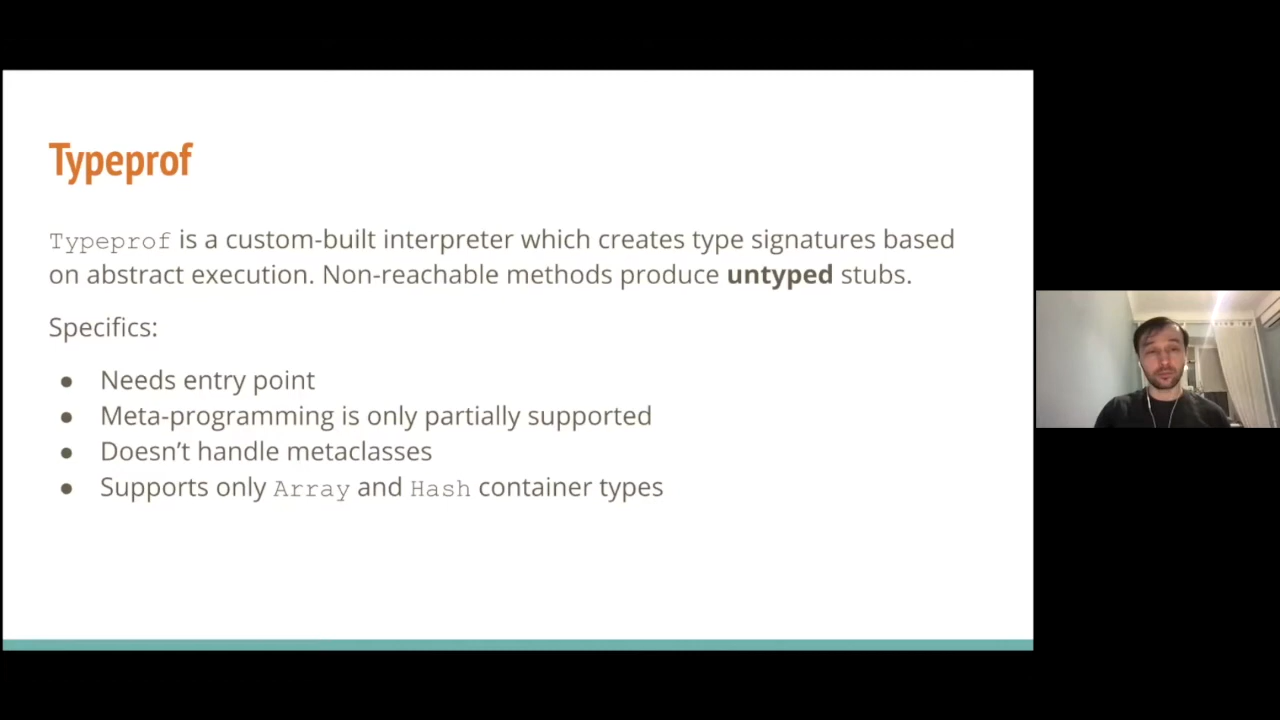 Typeprof
Typeprof is a custom-built interpreter which creates type signatures based
on abstract execution. Non-reachable methods produce untyped stubs.
Specifics:
● Needs entry point
● Meta-programming is only partially supported
● Doesn’t handle metaclasses
● Supports only Array and Hash container types